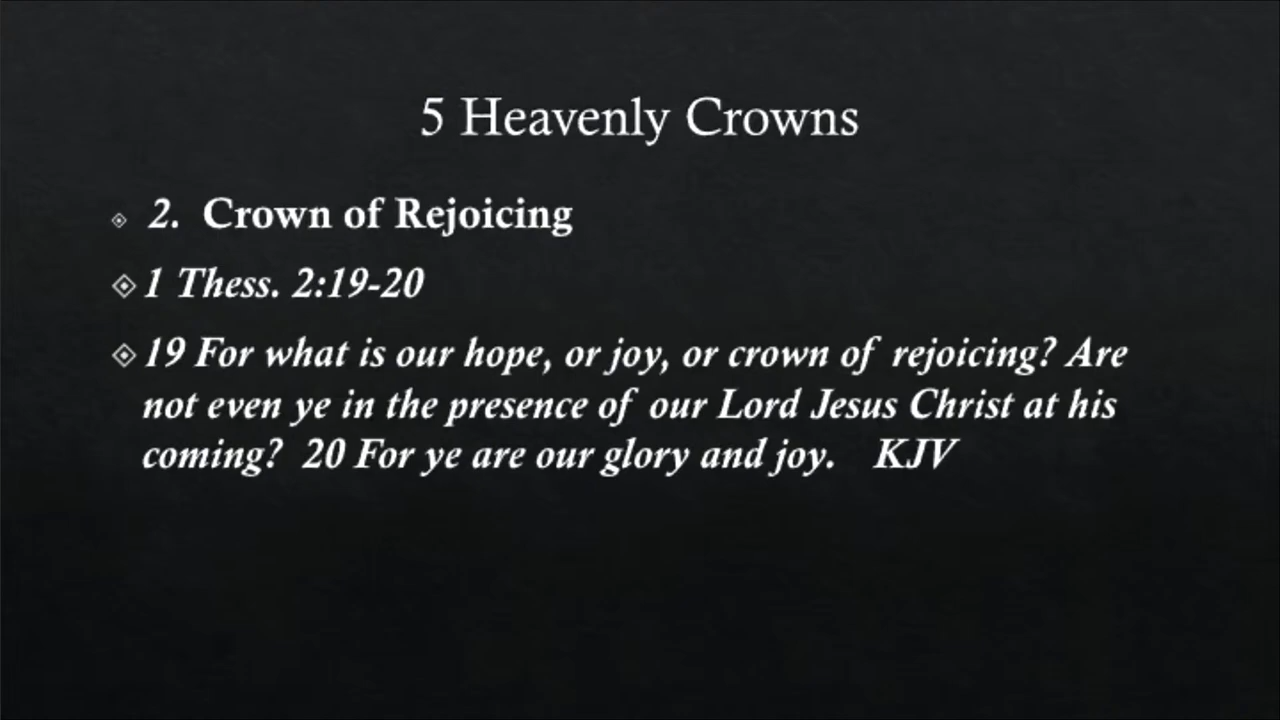 5 Heavenly Crowns
2. Crown of Rejoicing
1 Thess. 2:19-20
19 For what is our hope, or joy, or crown of rejoicing? Are
not even ye in the presence of our Lord Jesus Christ at his
coming? 20 For ye are our glory and joy. KJV